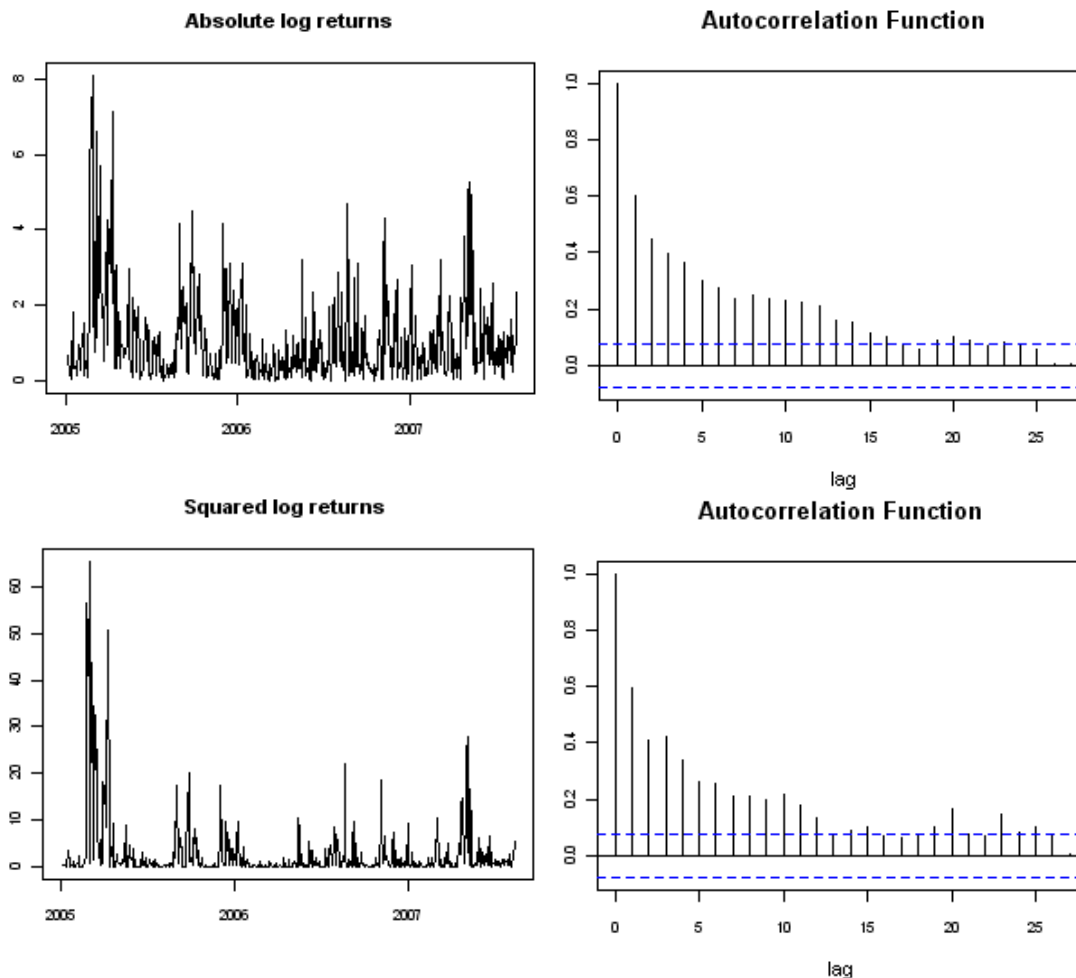 Absolute log returns
8
6
4
2
0
2005 2006 2007
Autocorrelation Function
1.0
0.8
0.6
0.4
0.2
0.0
0 5 10 15 20 25
lag
Squared log returns
60
50
40
30
20
10
0
2005 2006 2007
Autocorrelation Function
1.0
0.8
0.6
0.4
0.2
0.0
0 5 10 15 20 25
lag